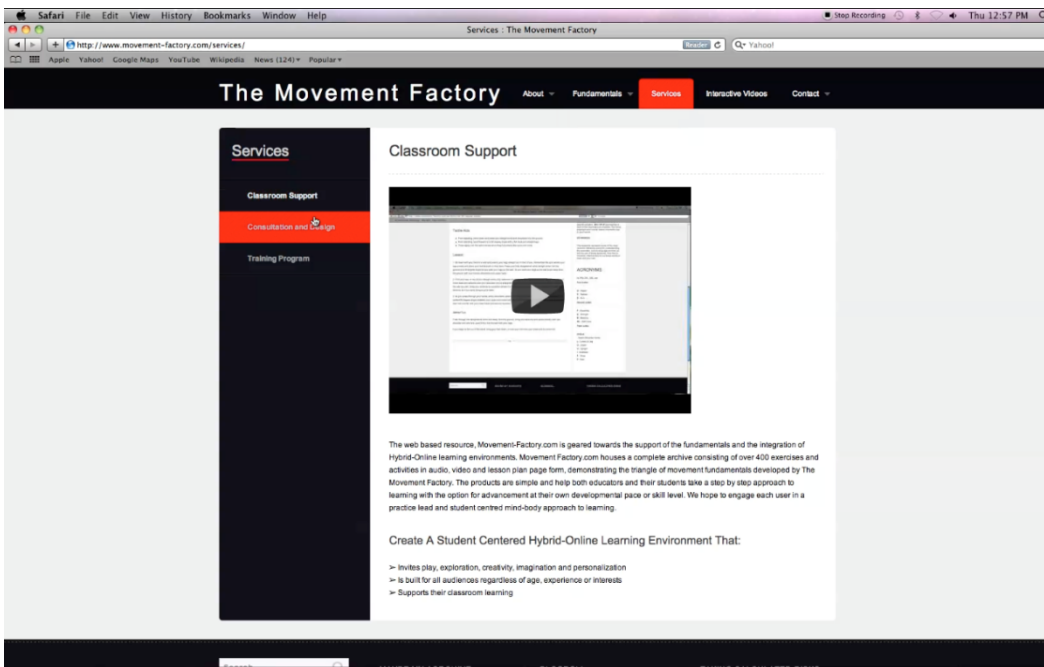 Safari File Edit View History Bookmarks Window Help
Stop Recording
Thu 12:57 PM
Services : The Movement Factory
http://www.movement-factory.com/services/
Reader
Yahoo!
Apple Yahoo! Google Maps YouTube Wikipedia News (124) Popular
The Movement Factory
About
Fundamentals
Services
Interactive Videos
Contact
Services
Classroom Support
Consultation and Design
Training Program
Classroom Support
The web based resource, Movement-Factory.com is geared towards the support of the fundamentals and the integration of
Hybrid-Online learning environments. Movement Factory.com houses a complete archive consisting of over 400 exercises and
activities in audio, video and lesson plan page form, demonstrating the triangle of movement fundamentals developed by The
Movement Factory. The products are simple and help both educators and their students take a step by step approach to
learning with the option for advancement at their own developmental pace or skill level. We hope to engage each user in a
practice lead and student centred mind-body approach to learning.
Create A Student Centered Hybrid-Online Learning Environment That:
➢ Invites play, exploration, creativity, imagination and personalization
➢ Is built for all audiences regardless of age, experience or interests
➢ Supports their classroom learning